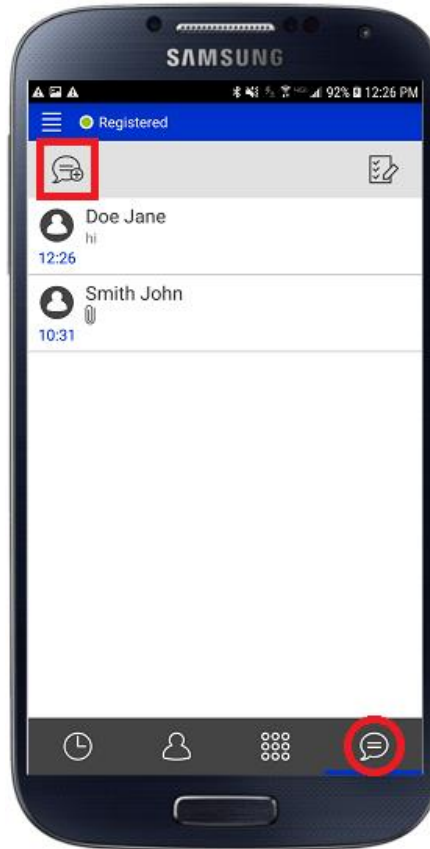 SAMSUNG
92% 12:26 PM
Registered
Doe Jane
hi
12:26
Smith John
10:31